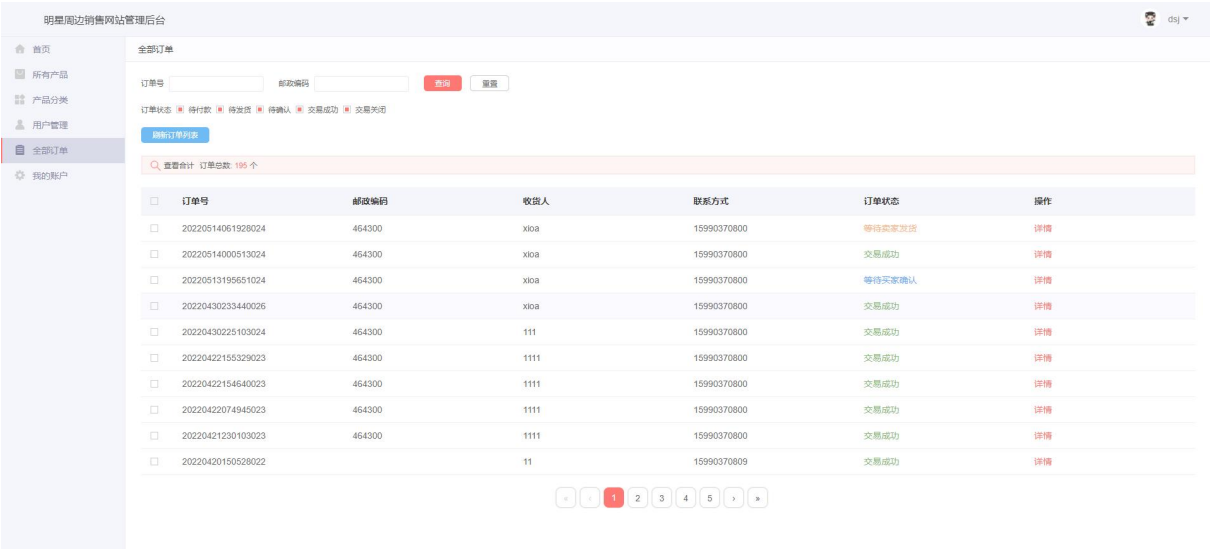 明星周边销售网站管理后台
dsj
首页
所有产品
产品分类
用户管理
全部订单
我的账户
全部订单
订单号 邮政编码 查询 重置
订单状态 待付款 待发货 待确认 交易成功 交易关闭
刷新订单列表
查看合计 订单总数: 195 个
订单号 邮政编码 收货人 联系方式 订单状态 操作
20220514061928024 464300 xioa 15990370800 等待卖家发货 详情
20220514000513024 464300 xioa 15990370800 交易成功 详情
20220513195651024 464300 xioa 15990370800 等待买家确认 详情
20220430233440026 464300 xioa 15990370800 交易成功 详情
20220430225103024 464300 111 15990370800 交易成功 详情
20220422155329023 464300 1111 15990370800 交易成功 详情
20220422154640023 464300 1111 15990370800 交易成功 详情
20220422074945023 464300 1111 15990370800 交易成功 详情
20220421230103023 464300 1111 15990370800 交易成功 详情
20220420150528022 11 15990370809 交易成功 详情
« ‹ 1 2 3 4 5 › »